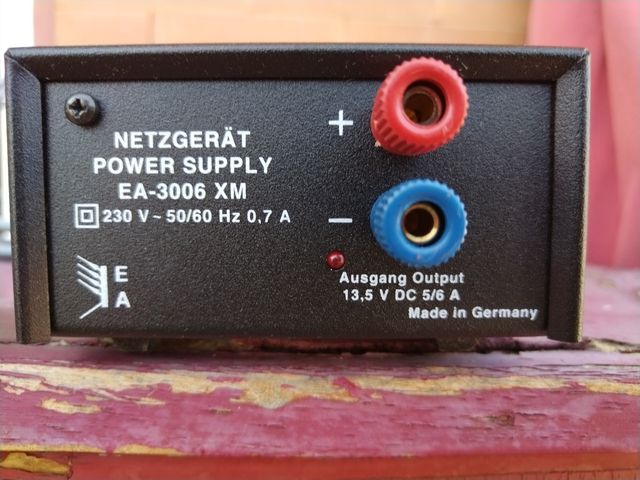 NETZGERÄT
POWER SUPPLY
EA-3006 XM
230 V ~ 50/60 Hz 0,7 A
+
−
E
A
Ausgang Output
13,5 V DC 5/6 A
Made in Germany